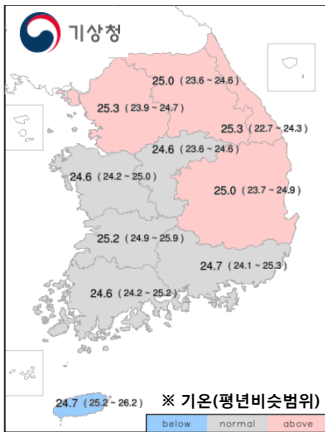 기상청
25.0 (23.6 ~ 24.6)
25.3 (23.9 ~ 24.7)
25.3 (22.7 ~ 24.3)
24.6 (23.6 ~ 24.6)
24.6 (24.2 ~ 25.0)
25.0 (23.7 ~ 24.9)
25.2 (24.9 ~ 25.9)
24.7 (24.1 ~ 25.3)
24.6 (24.2 ~ 25.2)
24.7 (25.2 ~ 26.2)
※ 기온(평년비슷범위)
below normal above